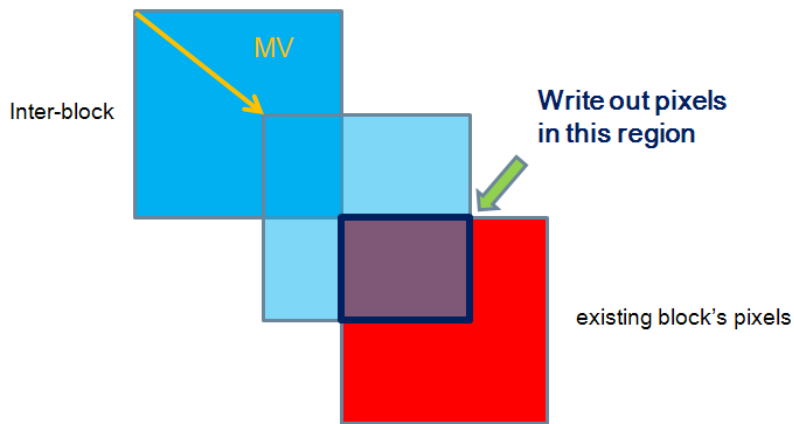 MV
Inter-block
Write out pixels
in this region
existing block's pixels